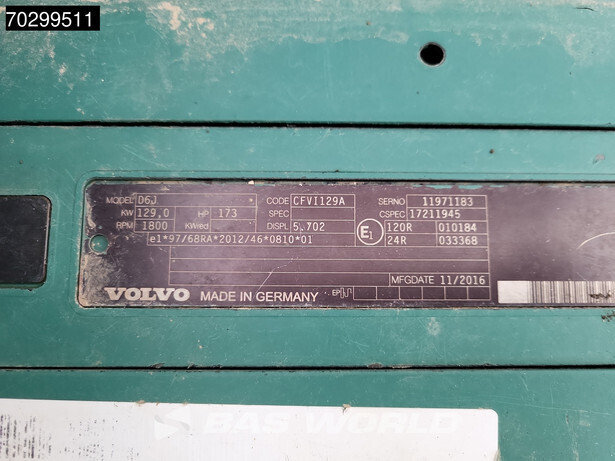 70299511
MODEL D6J * CODE CFVI129A SERNO 11971183
KW 129,0 HP 173 SPEC CSPEC 17211945
RPM 1800 KWed DISPL 5,702 E1 120R 010184
e1*97/68RA*2012/46*0810*01 24R 033368
MFGDATE 11/2016
VOLVO MADE IN GERMANY EP
BAS WORLD